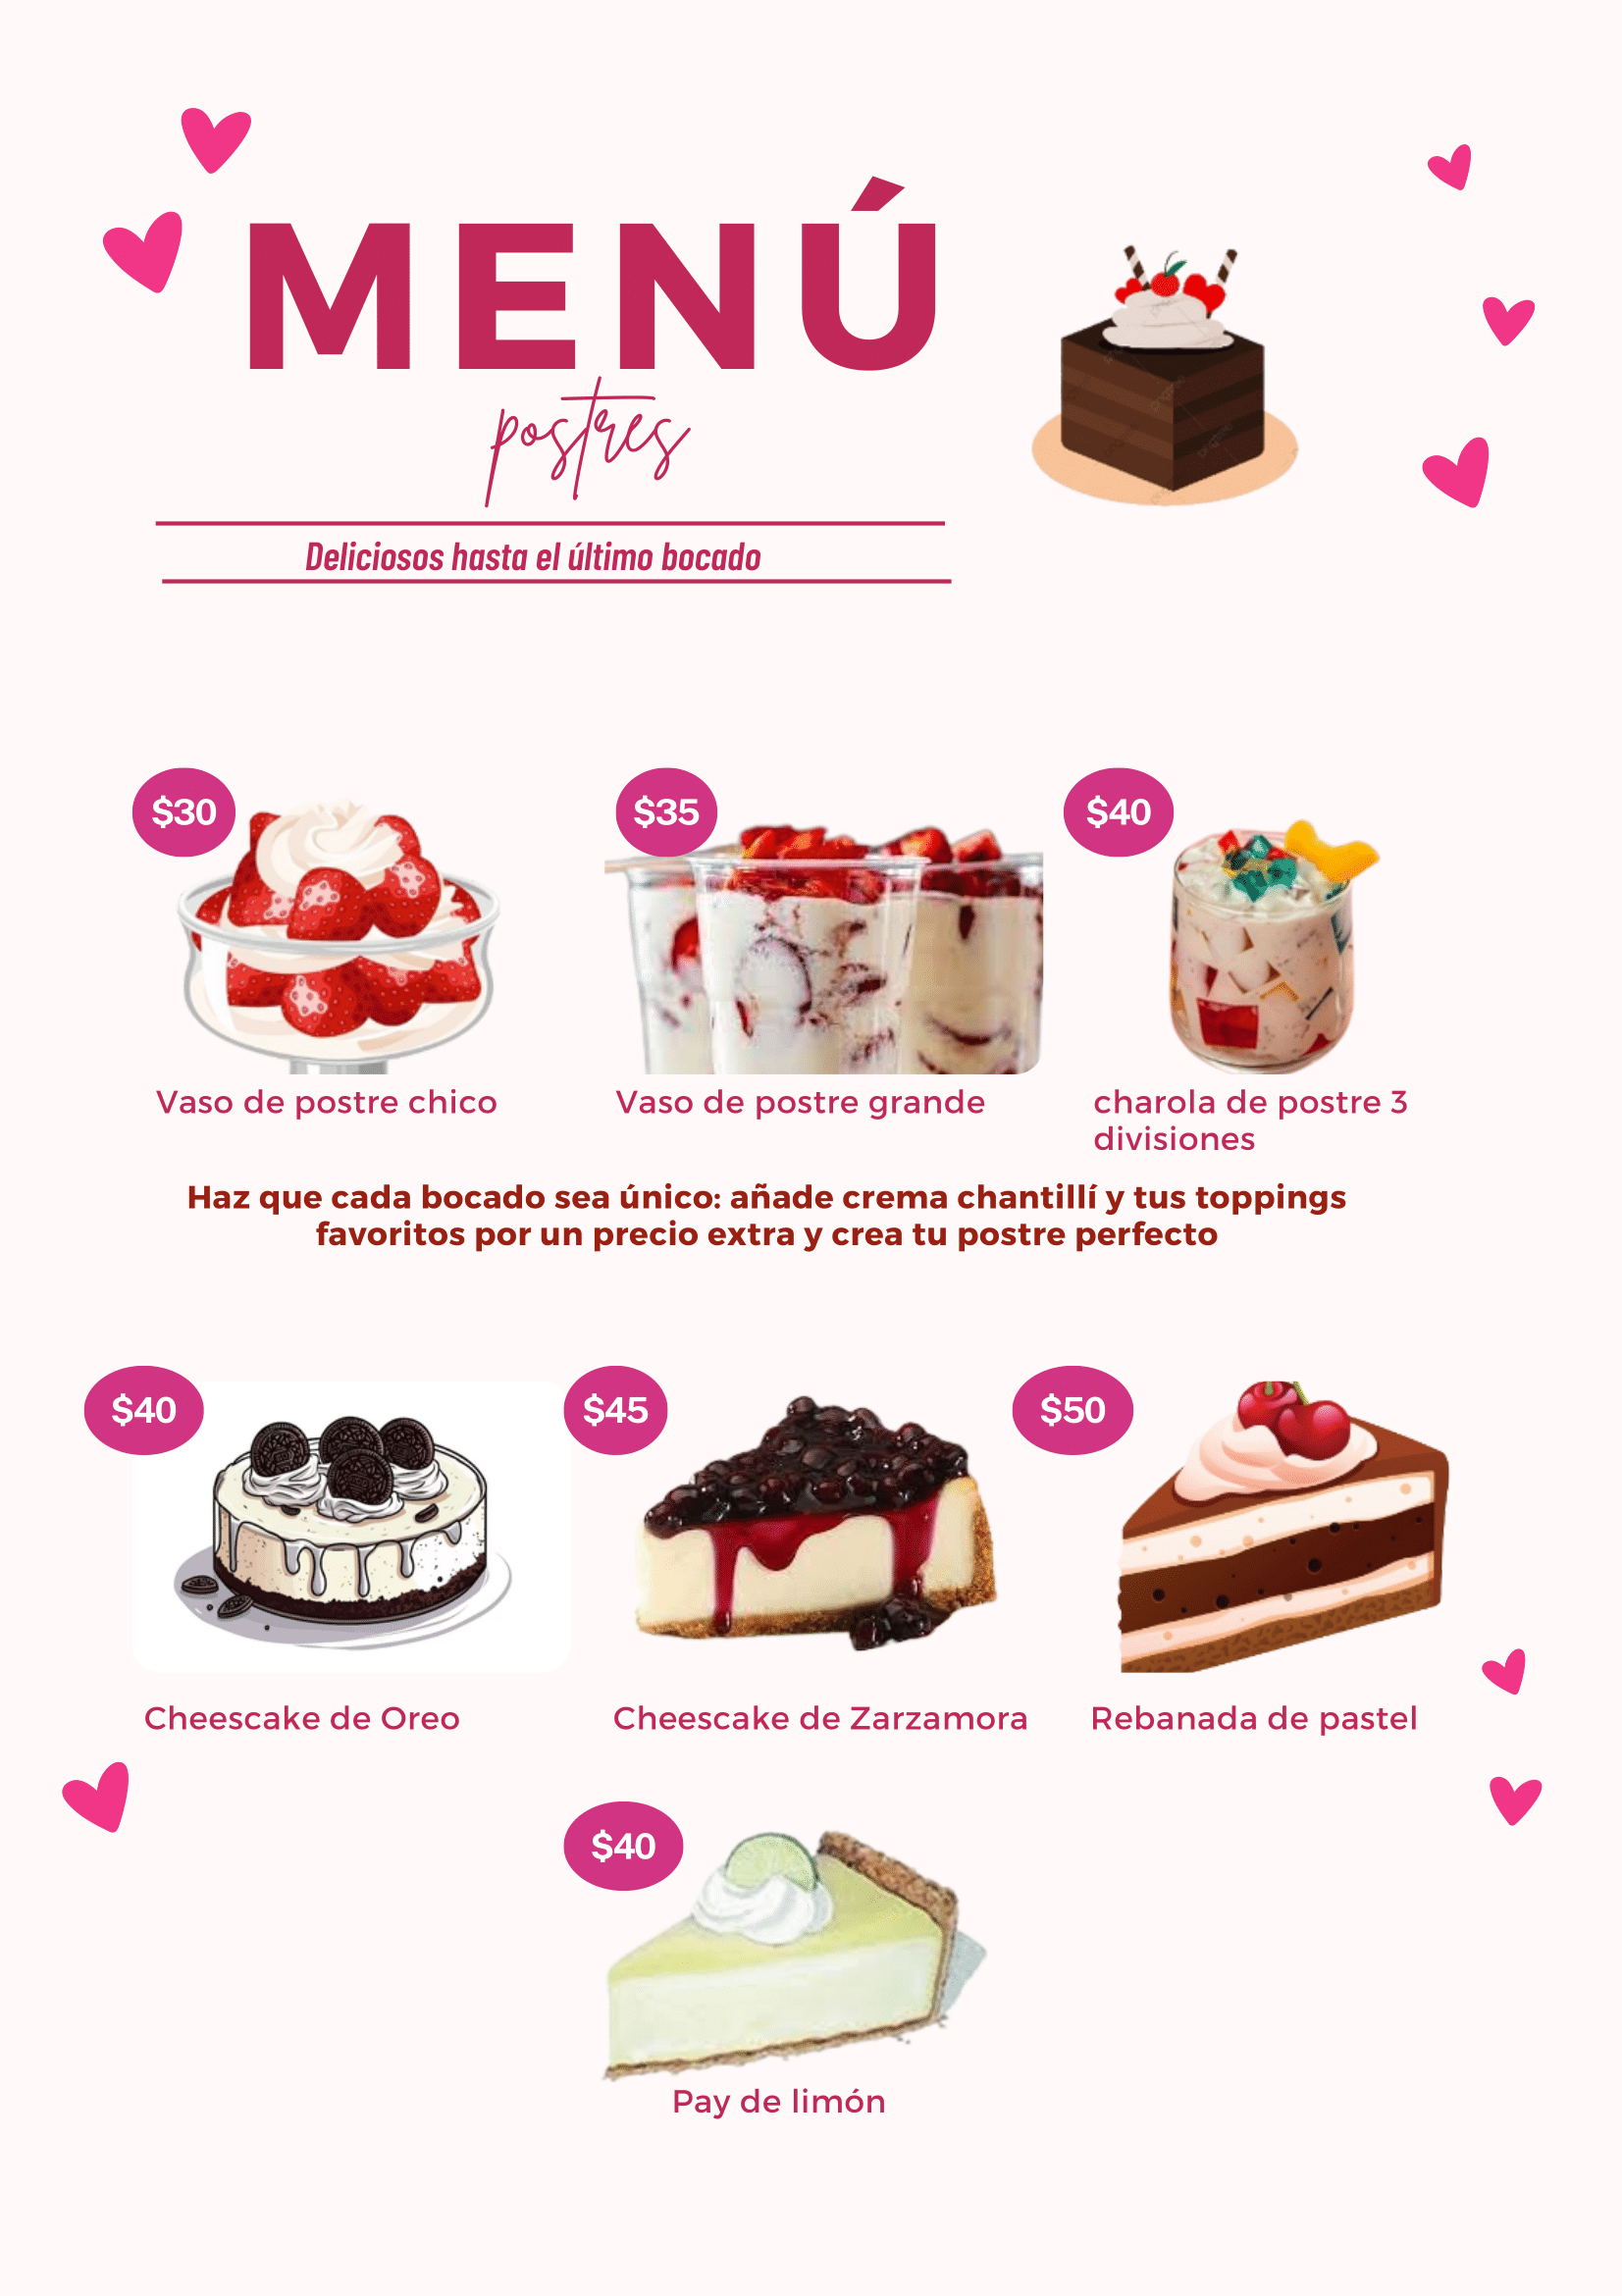 MENÚ
postres
Deliciosos hasta el último bocado
$30
$35
$40
Vaso de postre chico
Vaso de postre grande
charola de postre 3
divisiones
Haz que cada bocado sea único: añade crema chantillí y tus toppings
favoritos por un precio extra y crea tu postre perfecto
$40
$45
$50
Cheescake de Oreo
Cheescake de Zarzamora
Rebanada de pastel
$40
Pay de limón